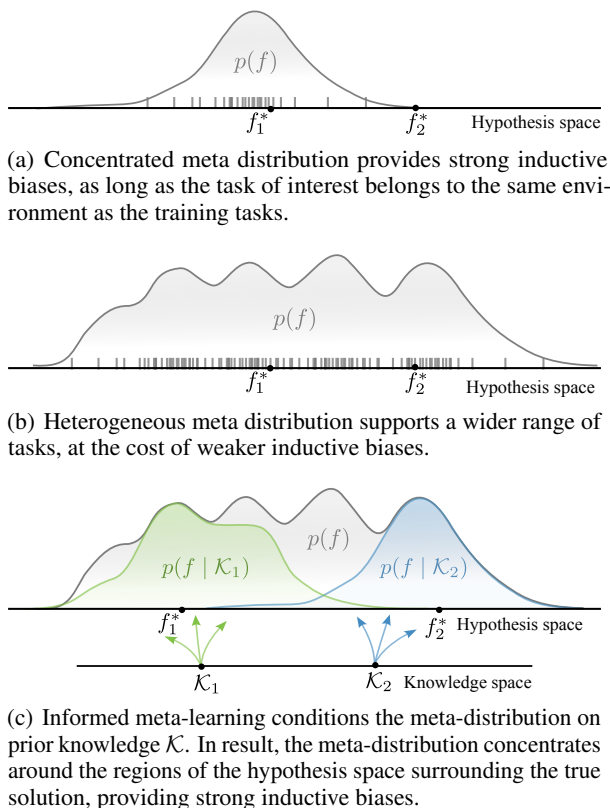 p(f)
f₁* f₂* Hypothesis space
(a) Concentrated meta distribution provides strong inductive
biases, as long as the task of interest belongs to the same envi-
ronment as the training tasks.
p(f)
f₁* f₂* Hypothesis space
(b) Heterogeneous meta distribution supports a wider range of
tasks, at the cost of weaker inductive biases.
p(f)
p(f | 𝒦₁) p(f | 𝒦₂)
f₁* f₂* Hypothesis space
𝒦₁ 𝒦₂ Knowledge space
(c) Informed meta-learning conditions the meta-distribution on
prior knowledge 𝒦. In result, the meta-distribution concentrates
around the regions of the hypothesis space surrounding the true
solution, providing strong inductive biases.